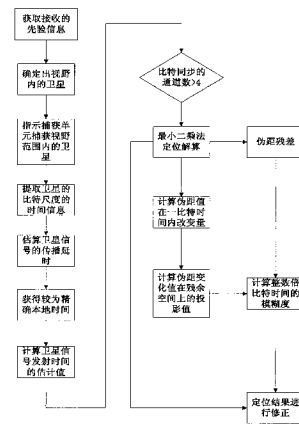 获取接收的
先验信息
确定出视野
内的卫星
指示捕获单
元捕获视野
范围内的卫
星
提取卫星的
比特尺度的
时间信息
估算卫星信
号的传播延
时
获得较为精
确本地时间
计算卫星信
号发射时间
的估计值
比特同步的
通道数>4
最小二乘法
定位解算
计算伪距值
在一比特时
间内改变量
计算伪距变
化值在残余
空间上的投
影值
伪距残差
计算整数倍
比特时间的
模糊度
定位结果进
行修正